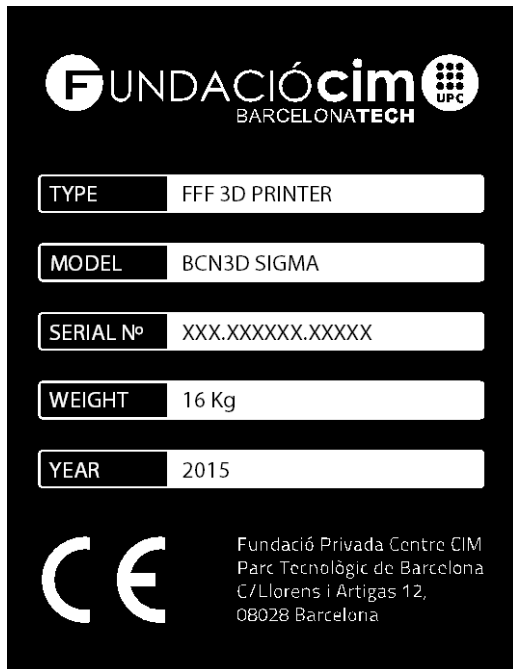 FUNDACIÓcim UPC
BARCELONATECH
TYPE FFF 3D PRINTER
MODEL BCN3D SIGMA
SERIAL Nº XXX.XXXXXX.XXXXX
WEIGHT 16 Kg
YEAR 2015
CE
Fundació Privada Centre CIM
Parc Tecnològic de Barcelona
C/Llorens i Artigas 12,
08028 Barcelona